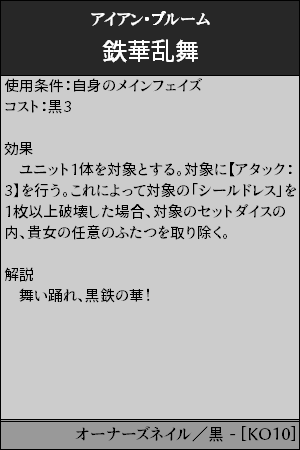 アイアン・ブルーム
鉄華乱舞
使用条件：自身のメインフェイズ
コスト：黒3
効果
　ユニット1体を対象とする。対象に【アタック：
3】を行う。これによって対象の「シールドレス」を
1枚以上破壊した場合、対象のセットダイスの
内、貴女の任意のふたつを取り除く。
解説
　舞い踊れ、黒鉄の華！
オーナーズネイル／黒 - [KO10]